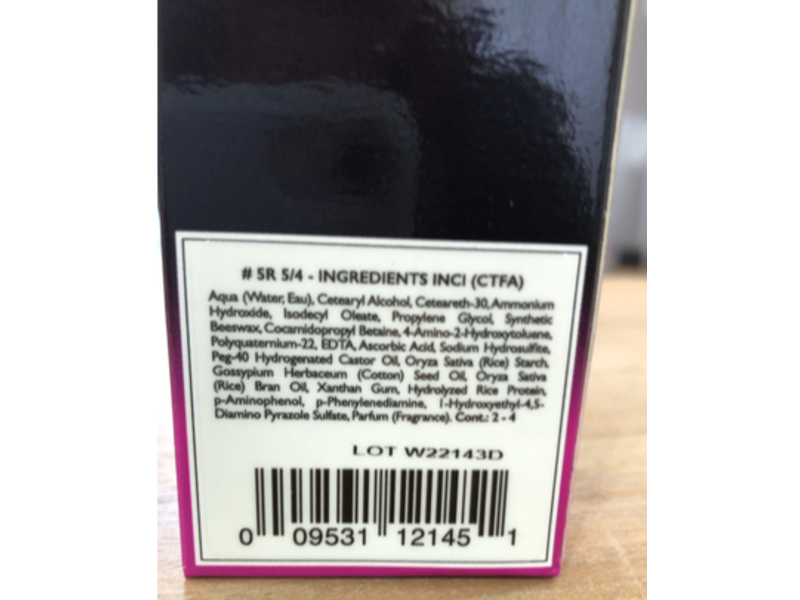 # SR 5/4 - INGREDIENTS INCI (CTFA)
Aqua (Water, Eau), Cetearyl Alcohol, Ceteareth-30, Ammonium
Hydroxide, Isodecyl Oleate, Propylene Glycol, Synthetic
Beeswax, Cocamidopropyl Betaine, 4-Amino-2-Hydroxytoluene,
Polyquaternium-22, EDTA, Ascorbic Acid, Sodium Hydrosulfite,
Peg-40 Hydrogenated Castor Oil, Oryza Sativa (Rice) Starch,
Gossypium Herbaceum (Cotton) Seed Oil, Oryza Sativa
(Rice) Bran Oil, Xanthan Gum, Hydrolyzed Rice Protein,
p-Aminophenol, p-Phenylenediamine, 1-Hydroxyethyl-4,5-
Diamino Pyrazole Sulfate, Parfum (Fragrance). Cont.: 2 - 4
LOT W22143D
0 09531 12145 1